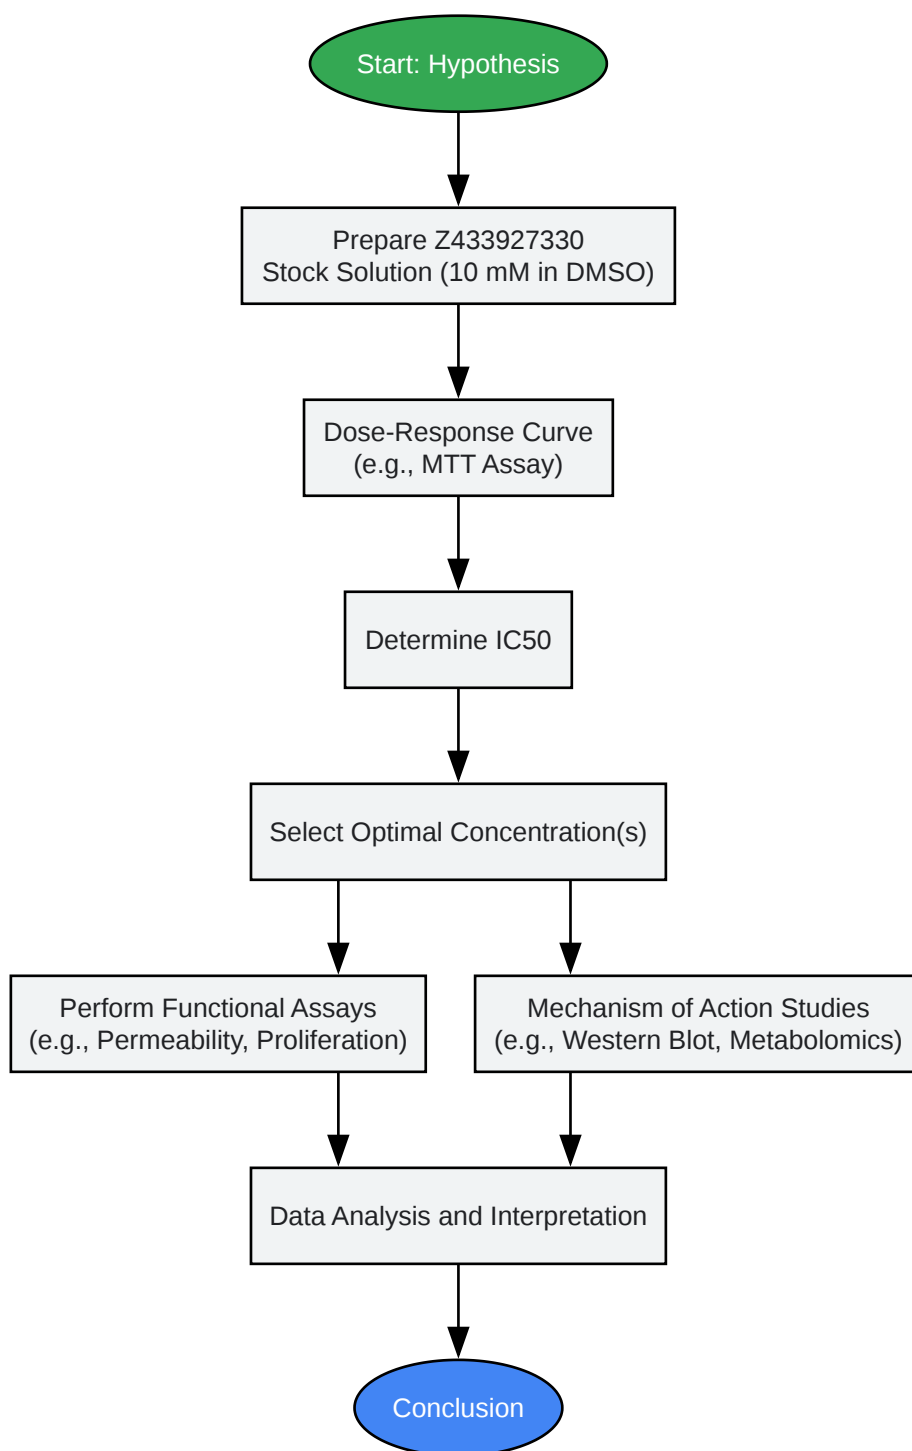 Start: Hypothesis
Prepare Z433927330
Stock Solution (10 mM in DMSO)
Dose-Response Curve
(e.g., MTT Assay)
Determine IC50
Select Optimal Concentration(s)
Perform Functional Assays
(e.g., Permeability, Proliferation)
Mechanism of Action Studies
(e.g., Western Blot, Metabolomics)
Data Analysis and Interpretation
Conclusion